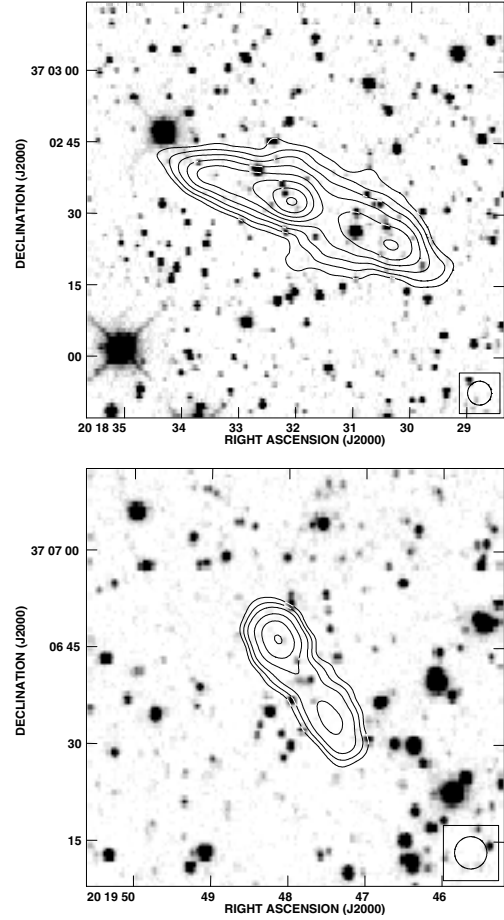 37 03 00
02 45
30
15
00
DECLINATION (J2000)
20 18 35 34 33 32 31 30 29
RIGHT ASCENSION (J2000)
37 07 00
06 45
30
15
DECLINATION (J2000)
20 19 50 49 48 47 46
RIGHT ASCENSION (J2000)